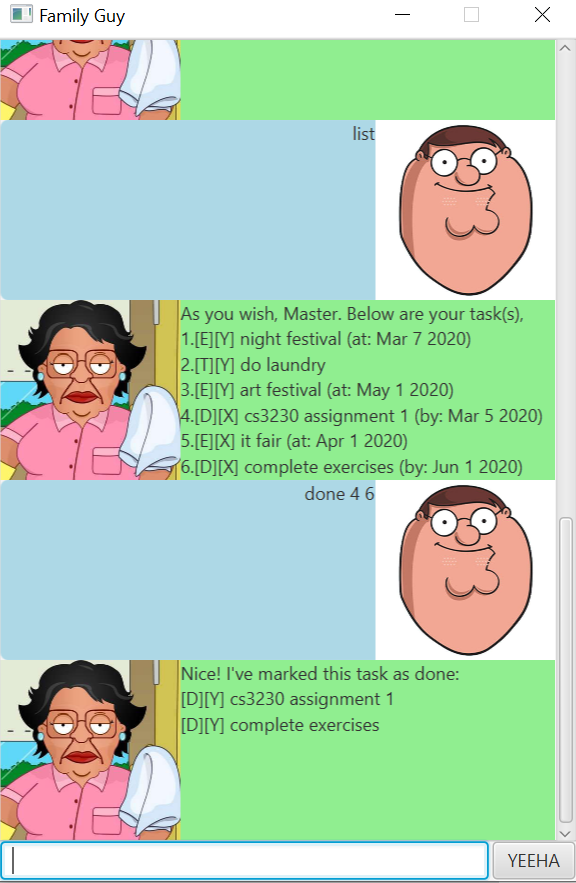 Family Guy
list
As you wish, Master. Below are your task(s),
1.[E][Y] night festival (at: Mar 7 2020)
2.[T][Y] do laundry
3.[E][Y] art festival (at: May 1 2020)
4.[D][X] cs3230 assignment 1 (by: Mar 5 2020)
5.[E][X] it fair (at: Apr 1 2020)
6.[D][X] complete exercises (by: Jun 1 2020)
done 4 6
Nice! I've marked this task as done:
[D][Y] cs3230 assignment 1
[D][Y] complete exercises
YEEHA